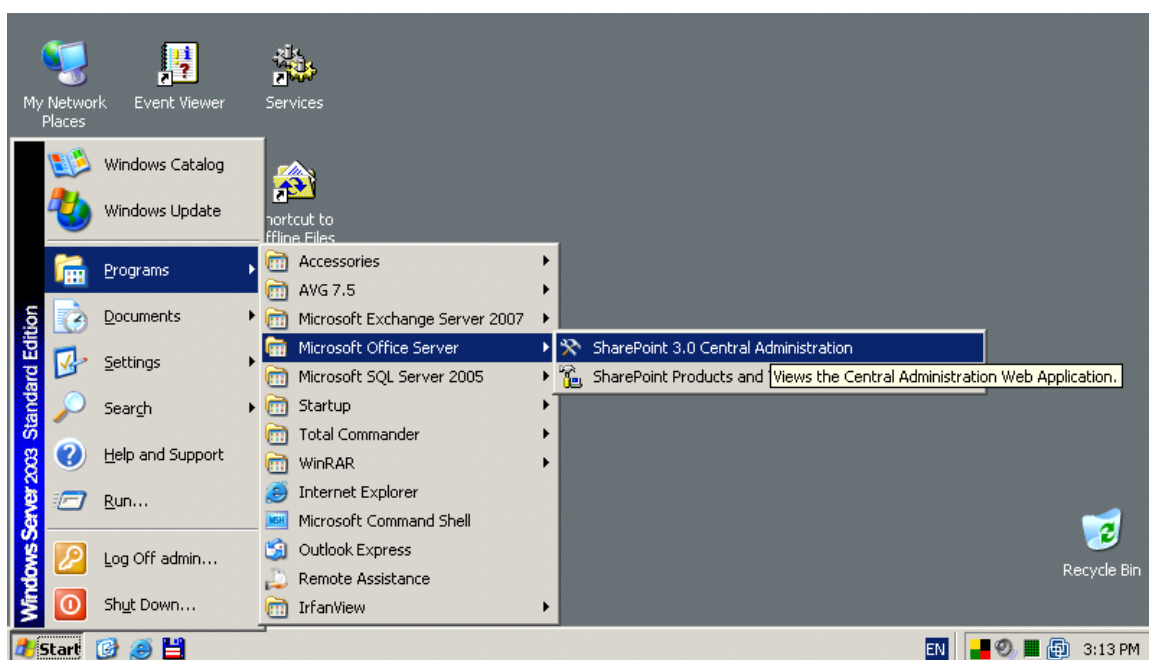 My Network
Places
Event Viewer
Services
Windows Catalog
Windows Update
Programs
Documents
Settings
Search
Help and Support
Run...
Log Off admin...
Shut Down...
Windows Server 2003 Standard Edition
hortcut to
ffline Files
Accessories
AVG 7.5
Microsoft Exchange Server 2007
Microsoft Office Server
Microsoft SQL Server 2005
Startup
Total Commander
WinRAR
Internet Explorer
Microsoft Command Shell
Outlook Express
Remote Assistance
IrfanView
SharePoint 3.0 Central Administration
SharePoint Products and
Views the Central Administration Web Application.
Recycle Bin
Start
EN
3:13 PM